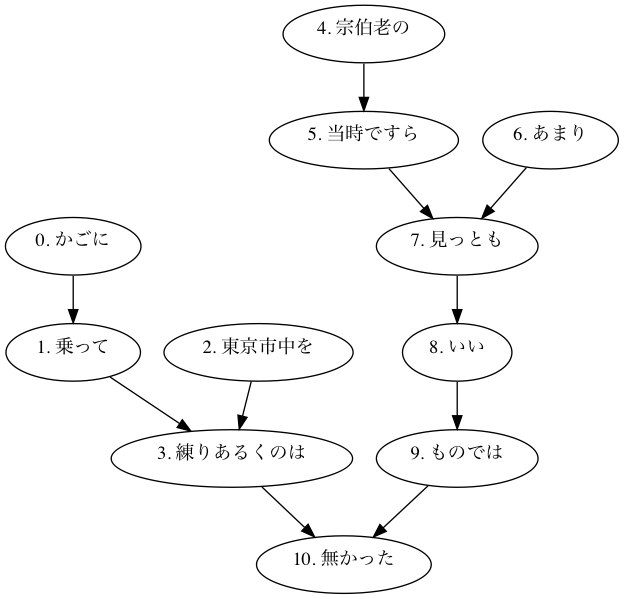 4. 宗伯老の
5. 当時ですら
6. あまり
0. かごに
7. 見っとも
1. 乗って
2. 東京市中を
8. いい
3. 練りあるくのは
9. ものでは
10. 無かった